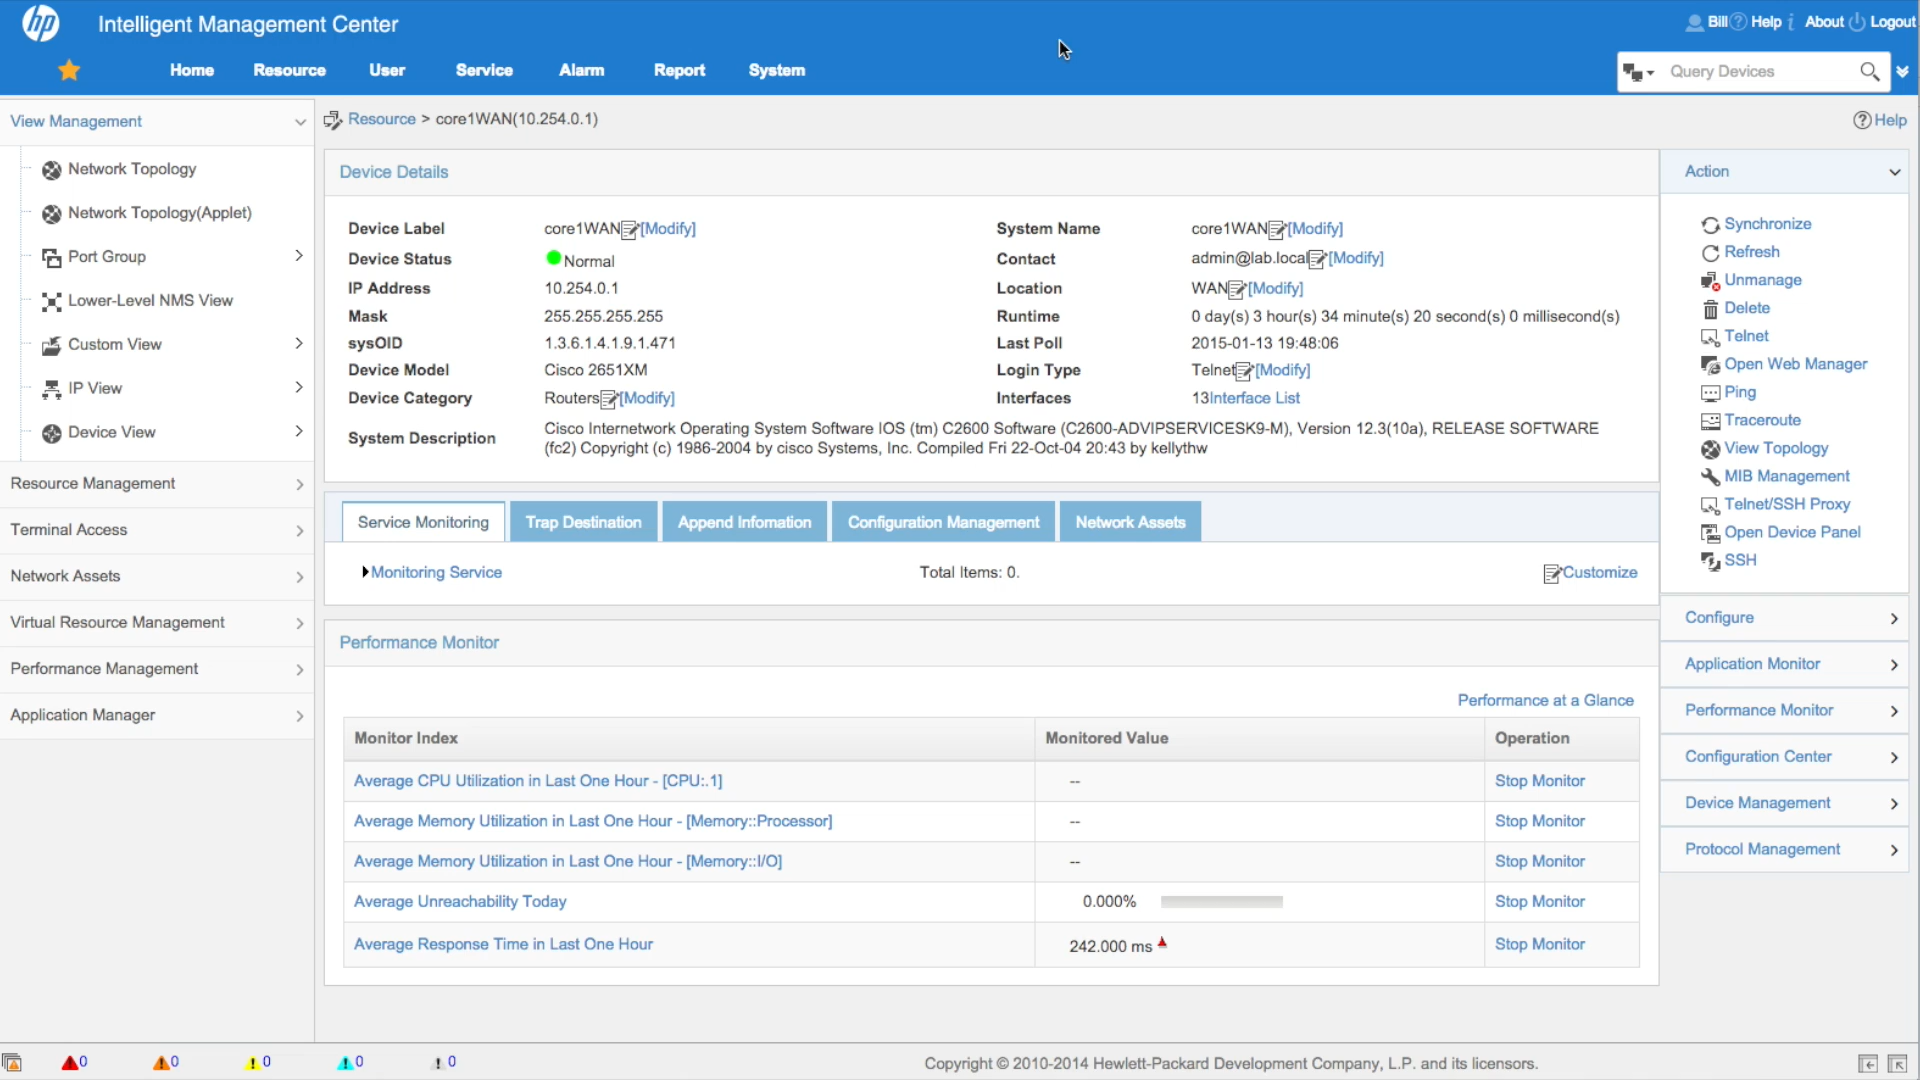 hp
Intelligent Management Center
Bill Help About Logout
Home Resource User Service Alarm Report System
Query Devices
View Management
Network Topology
Network Topology(Applet)
Port Group
Lower-Level NMS View
Custom View
IP View
Device View
Resource Management
Terminal Access
Network Assets
Virtual Resource Management
Performance Management
Application Manager
Resource > core1WAN(10.254.0.1)
Help
Device Details
Device Label core1WAN[Modify] System Name core1WAN[Modify]
Device Status Normal Contact admin@lab.local[Modify]
IP Address 10.254.0.1 Location WAN[Modify]
Mask 255.255.255.255 Runtime 0 day(s) 3 hour(s) 34 minute(s) 20 second(s) 0 millisecond(s)
sysOID 1.3.6.1.4.1.9.1.471 Last Poll 2015-01-13 19:48:06
Device Model Cisco 2651XM Login Type Telnet[Modify]
Device Category Routers[Modify] Interfaces 13Interface List
System Description Cisco Internetwork Operating System Software IOS (tm) C2600 Software (C2600-ADVIPSERVICESK9-M), Version 12.3(10a), RELEASE SOFTWARE
(fc2) Copyright (c) 1986-2004 by cisco Systems, Inc. Compiled Fri 22-Oct-04 20:43 by kellythw
Service Monitoring Trap Destination Append Infomation Configuration Management Network Assets
Monitoring Service Total Items: 0. Customize
Performance Monitor
Performance at a Glance
Monitor Index Monitored Value Operation
Average CPU Utilization in Last One Hour - [CPU:.1] -- Stop Monitor
Average Memory Utilization in Last One Hour - [Memory::Processor] -- Stop Monitor
Average Memory Utilization in Last One Hour - [Memory::I/O] -- Stop Monitor
Average Unreachability Today 0.000% Stop Monitor
Average Response Time in Last One Hour 242.000 ms Stop Monitor
Action
Synchronize
Refresh
Unmanage
Delete
Telnet
Open Web Manager
Ping
Traceroute
View Topology
MIB Management
Telnet/SSH Proxy
Open Device Panel
SSH
Configure
Application Monitor
Performance Monitor
Configuration Center
Device Management
Protocol Management
0 0 0 0 0
Copyright © 2010-2014 Hewlett-Packard Development Company, L.P. and its licensors.